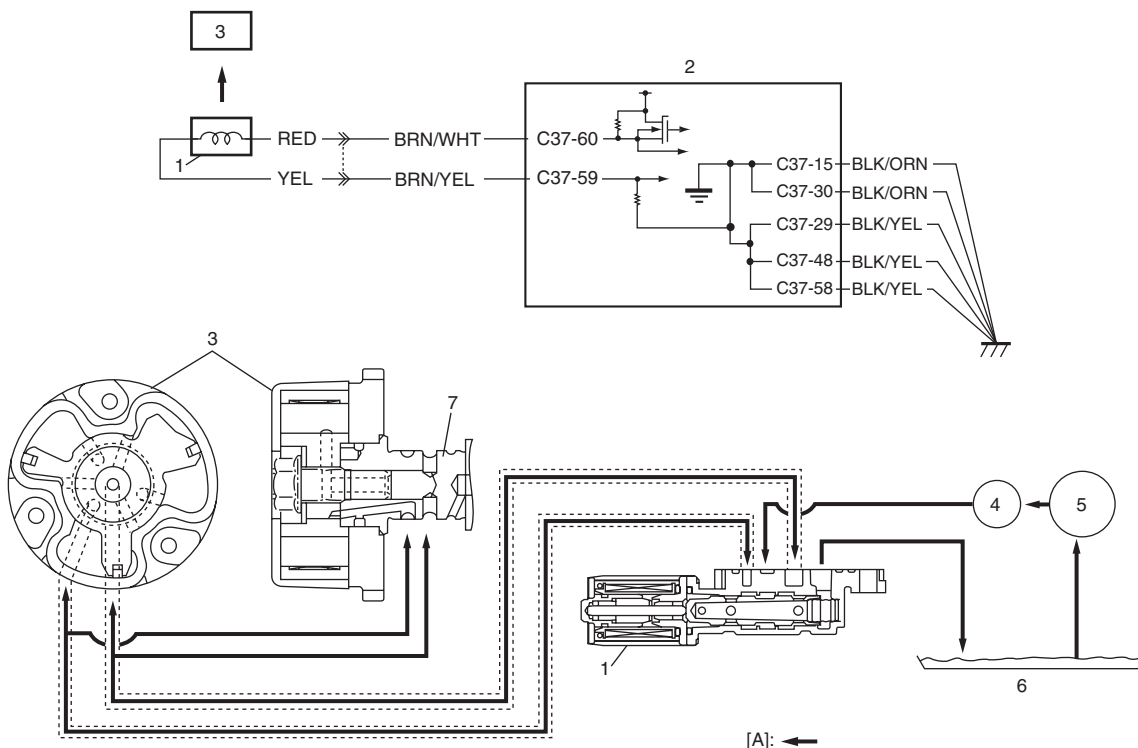 3
2
1
RED
BRN/WHT
C37-60
YEL
BRN/YEL
C37-59
C37-15
BLK/ORN
C37-30
BLK/ORN
C37-29
BLK/YEL
C37-48
BLK/YEL
C37-58
BLK/YEL
3
7
4
5
1
6
[A]: